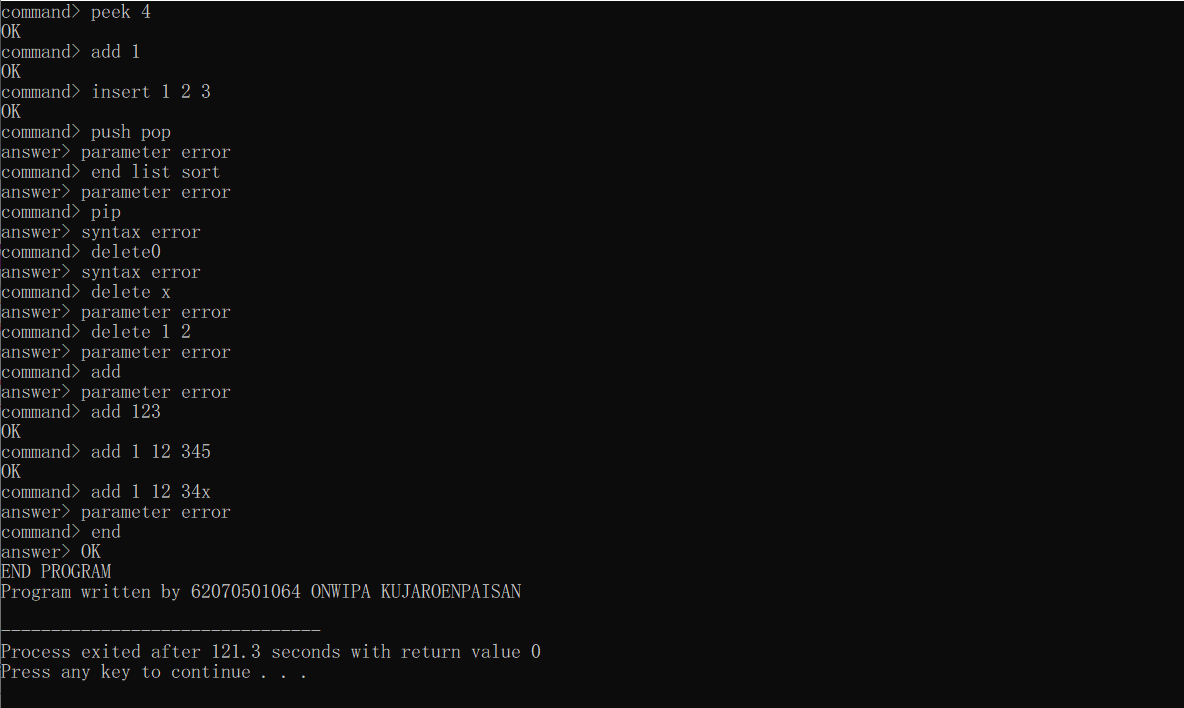 command> peek 4
OK
command> add 1
OK
command> insert 1 2 3
OK
command> push pop
answer> parameter error
command> end list sort
answer> parameter error
command> pip
answer> syntax error
command> delete0
answer> syntax error
command> delete x
answer> parameter error
command> delete 1 2
answer> parameter error
command> add
answer> parameter error
command> add 123
OK
command> add 1 12 345
OK
command> add 1 12 34x
answer> parameter error
command> end
answer> OK
END PROGRAM
Program written by 62070501064 ONWIPA KUJAROENPAISAN
--------------------------------
Process exited after 121.3 seconds with return value 0
Press any key to continue . . .